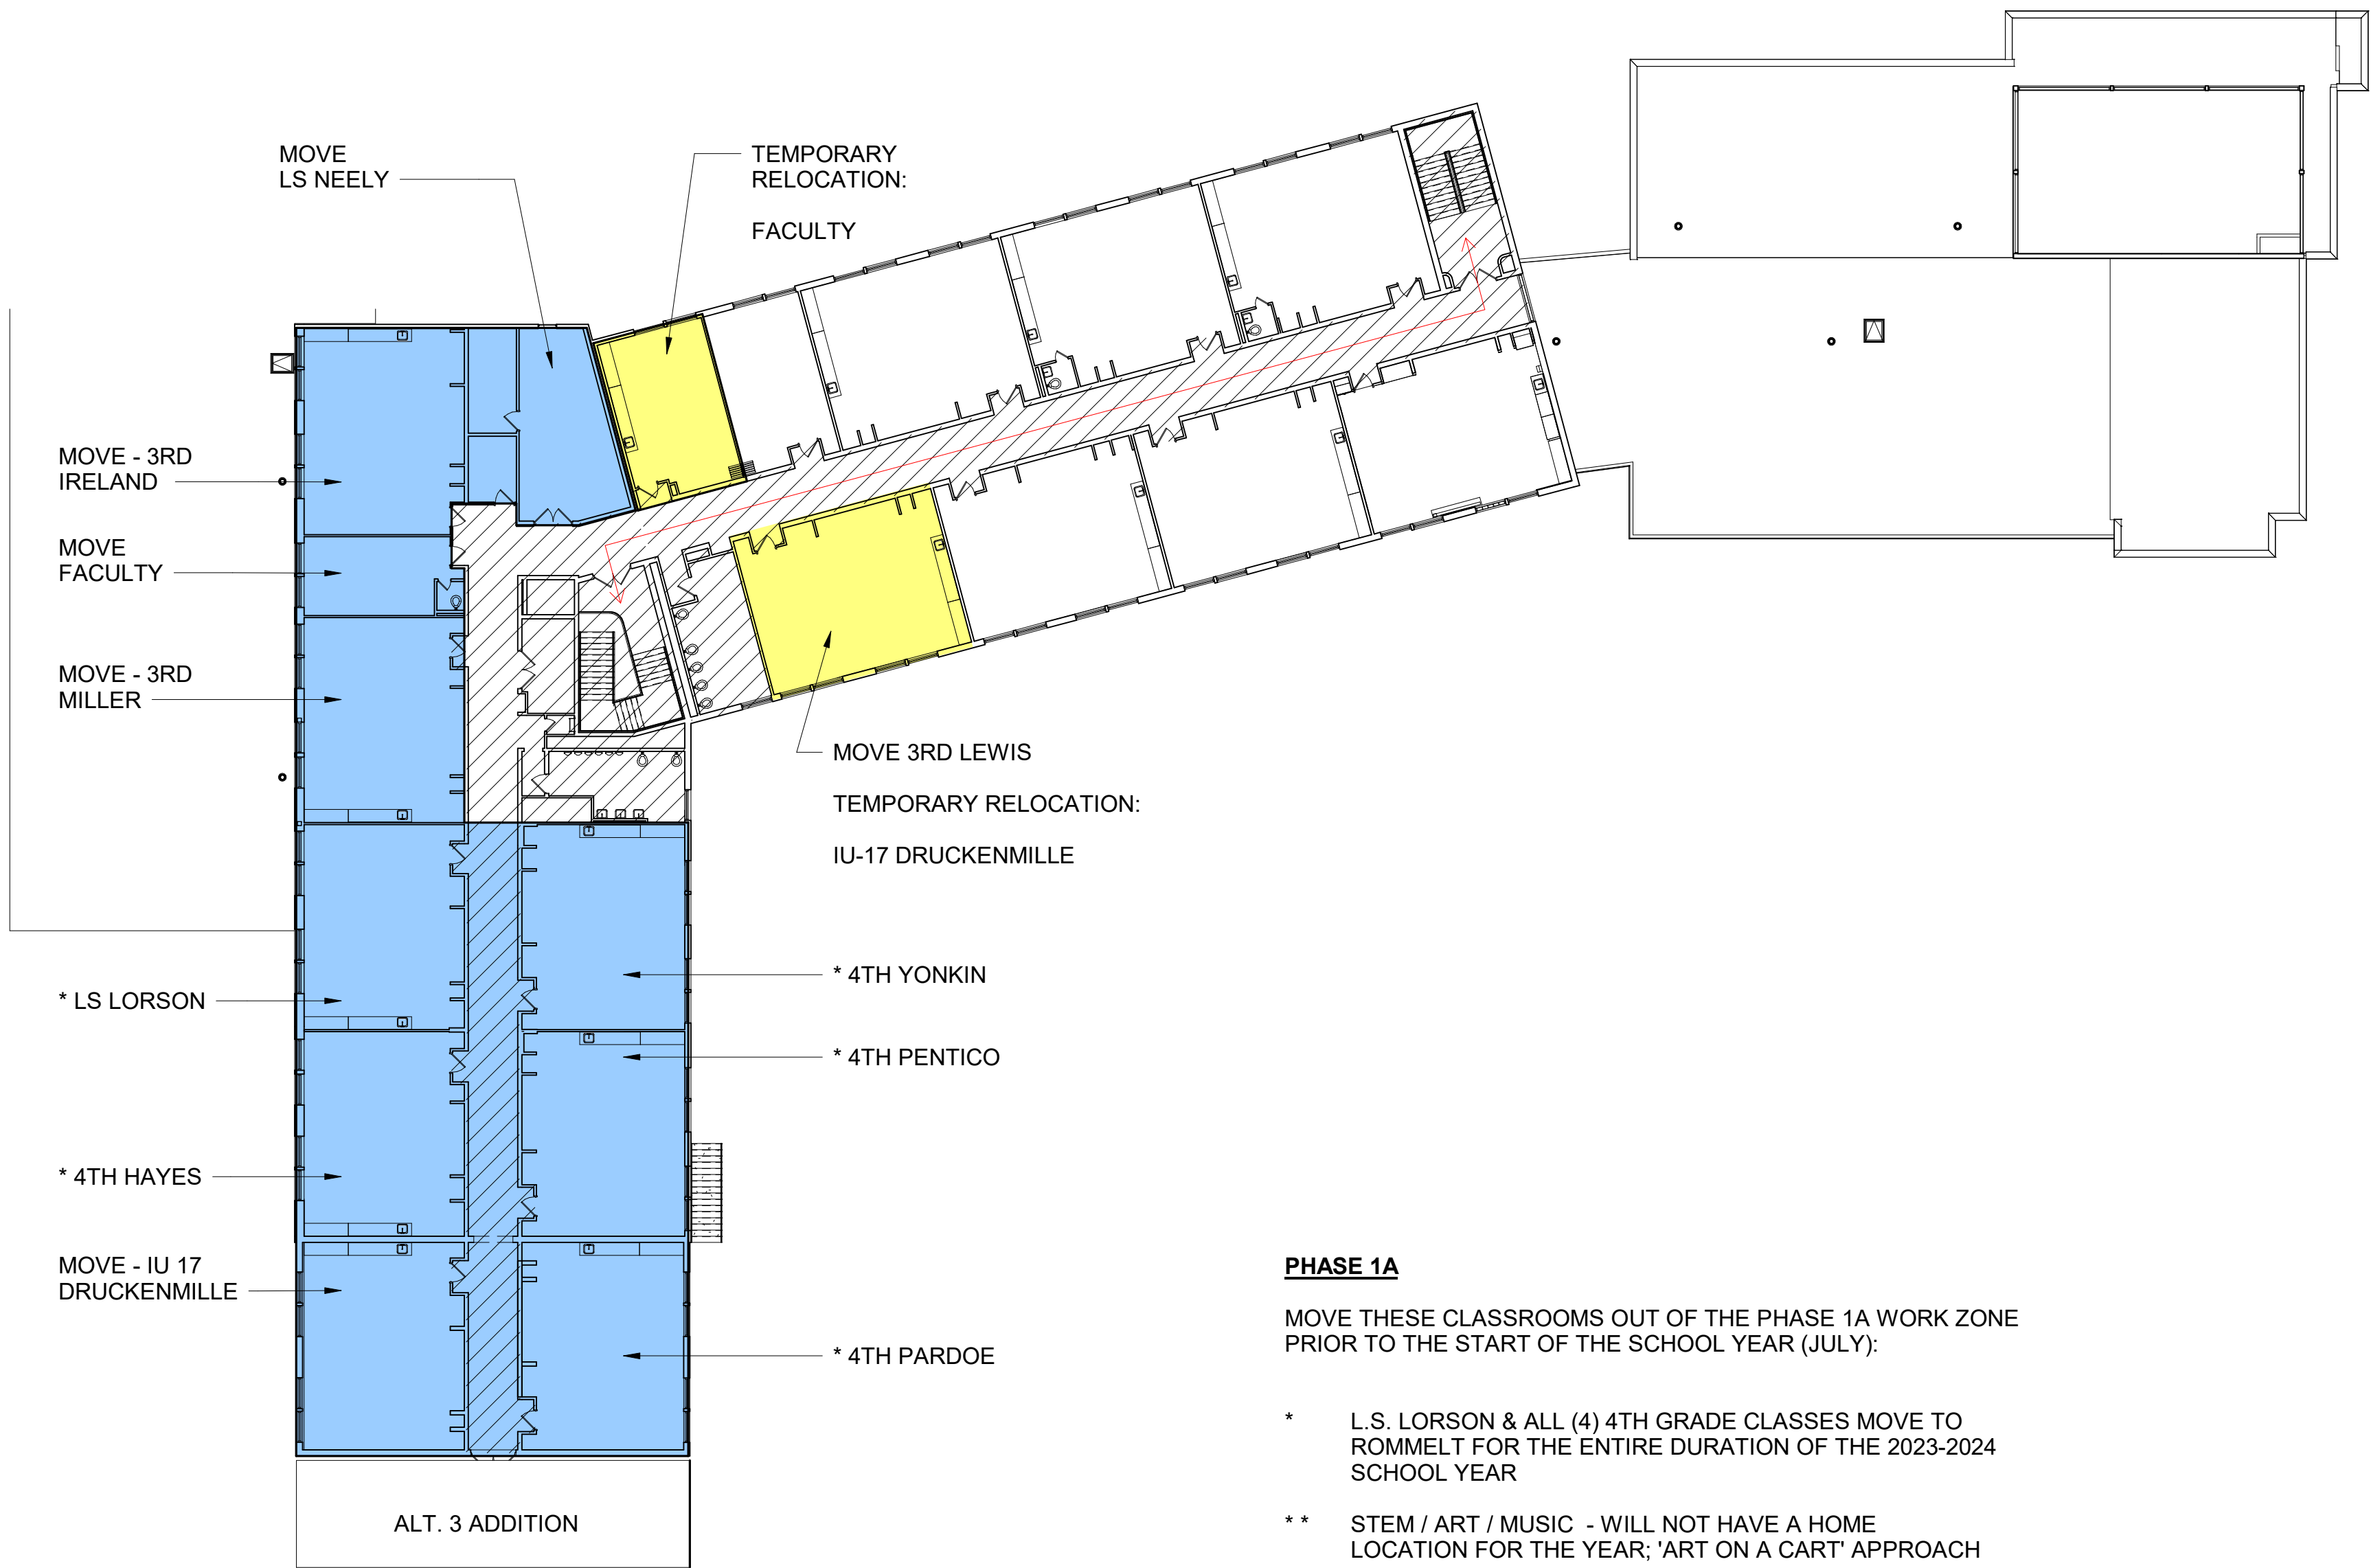 MOVE
LS NEELY
TEMPORARY
RELOCATION:
FACULTY
MOVE - 3RD
IRELAND
MOVE
FACULTY
MOVE - 3RD
MILLER
MOVE 3RD LEWIS
TEMPORARY RELOCATION:
IU-17 DRUCKENMILLE
* LS LORSON
* 4TH YONKIN
* 4TH PENTICO
* 4TH HAYES
MOVE - IU 17
DRUCKENMILLE
* 4TH PARDOE
ALT. 3 ADDITION
PHASE 1A
MOVE THESE CLASSROOMS OUT OF THE PHASE 1A WORK ZONE
PRIOR TO THE START OF THE SCHOOL YEAR (JULY):
* L.S. LORSON & ALL (4) 4TH GRADE CLASSES MOVE TO
ROMMELT FOR THE ENTIRE DURATION OF THE 2023-2024
SCHOOL YEAR
* * STEM / ART / MUSIC - WILL NOT HAVE A HOME
LOCATION FOR THE YEAR; 'ART ON A CART' APPROACH